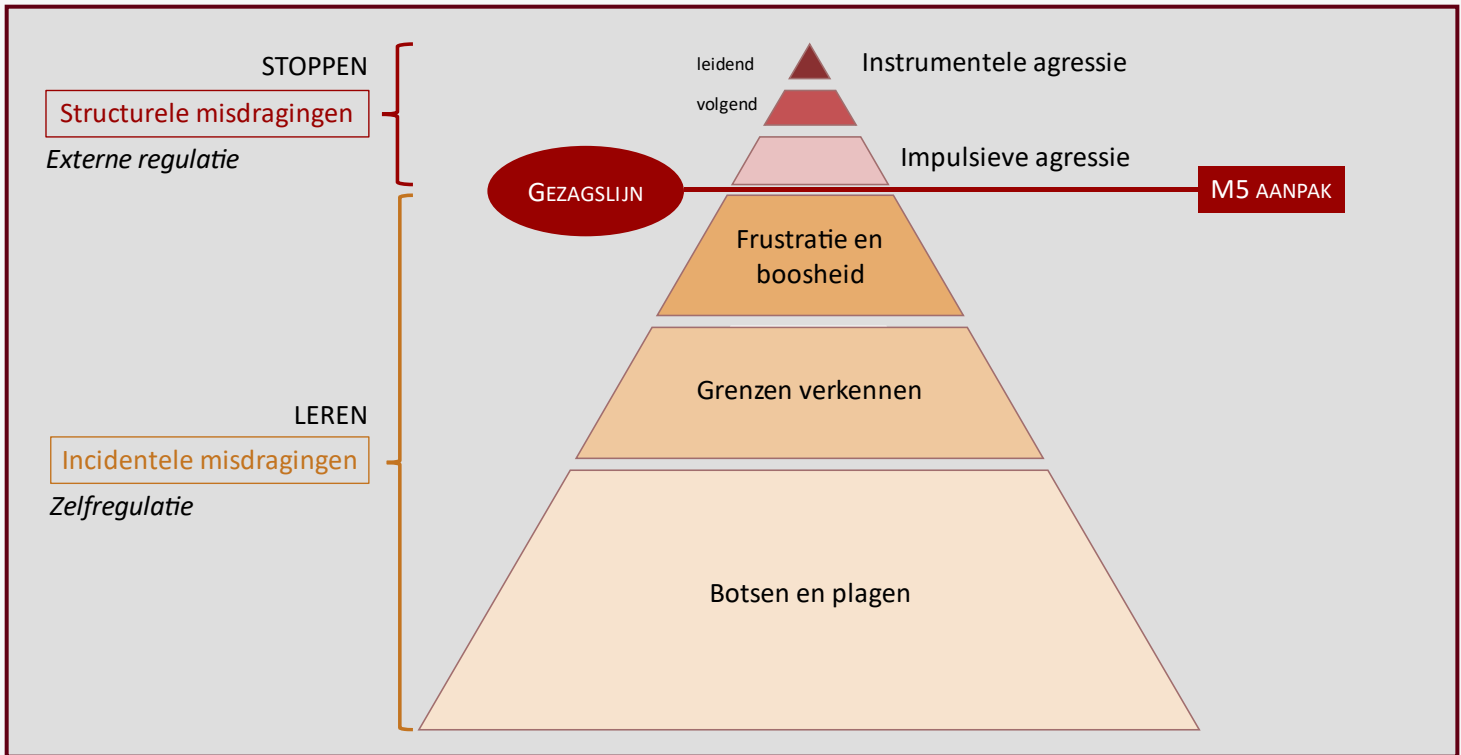 STOPPEN
Structurele misdragingen
Externe regulatie
leidend
Instrumentele agressie
volgend
Impulsieve agressie
GEZAGSLIJN
M5 AANPAK
Frustratie en
boosheid
Grenzen verkennen
LEREN
Incidentele misdragingen
Zelfregulatie
Botsen en plagen